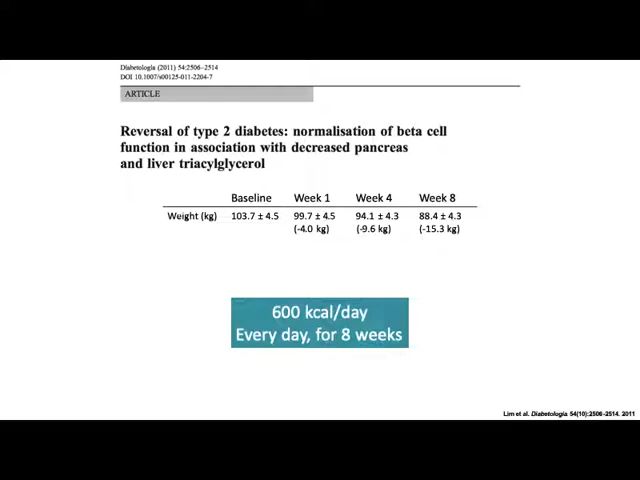 Diabetologia (2011) 54:2506–2514
DOI 10.1007/s00125-011-2204-7
ARTICLE
Reversal of type 2 diabetes: normalisation of beta cell
function in association with decreased pancreas
and liver triacylglycerol
Baseline Week 1 Week 4 Week 8
Weight (kg) 103.7 ± 4.5 99.7 ± 4.5 94.1 ± 4.3 88.4 ± 4.3
(-4.0 kg) (-9.6 kg) (-15.3 kg)
600 kcal/day
Every day, for 8 weeks
Lim et al. Diabetologia 54(10):2506-2514. 2011